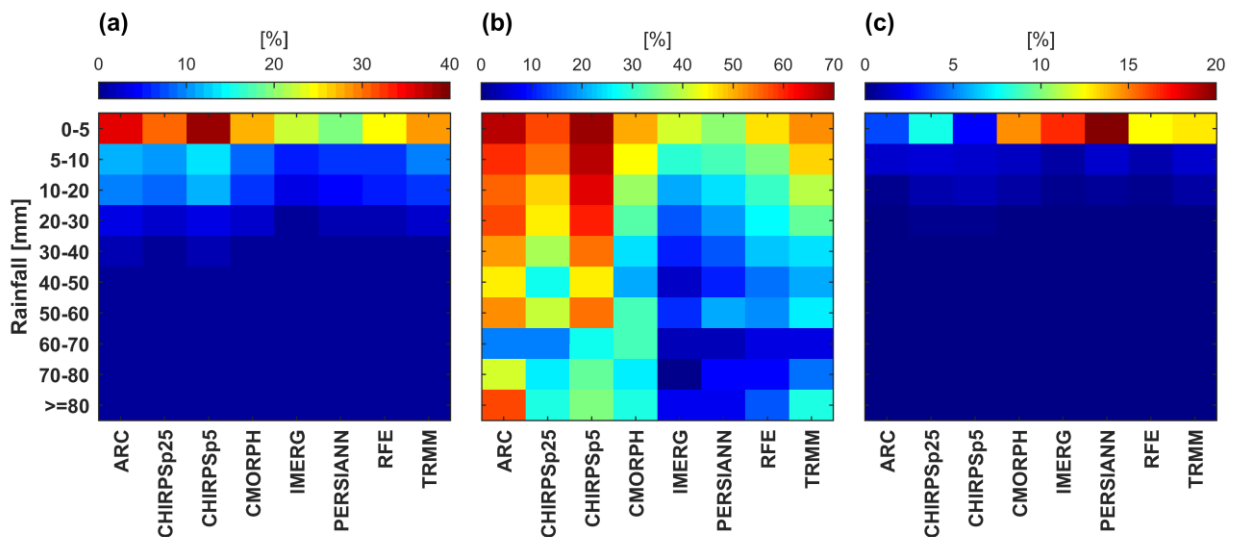 (a)
[%]
0 10 20 30 40
(b)
[%]
0 10 20 30 40 50 60 70
(c)
[%]
0 5 10 15 20
Rainfall [mm]
0-5
5-10
10-20
20-30
30-40
40-50
50-60
60-70
70-80
>=80
ARC
CHIRPSp25
CHIRPSp5
CMORPH
IMERG
PERSIANN
RFE
TRMM
ARC
CHIRPSp25
CHIRPSp5
CMORPH
IMERG
PERSIANN
RFE
TRMM
ARC
CHIRPSp25
CHIRPSp5
CMORPH
IMERG
PERSIANN
RFE
TRMM